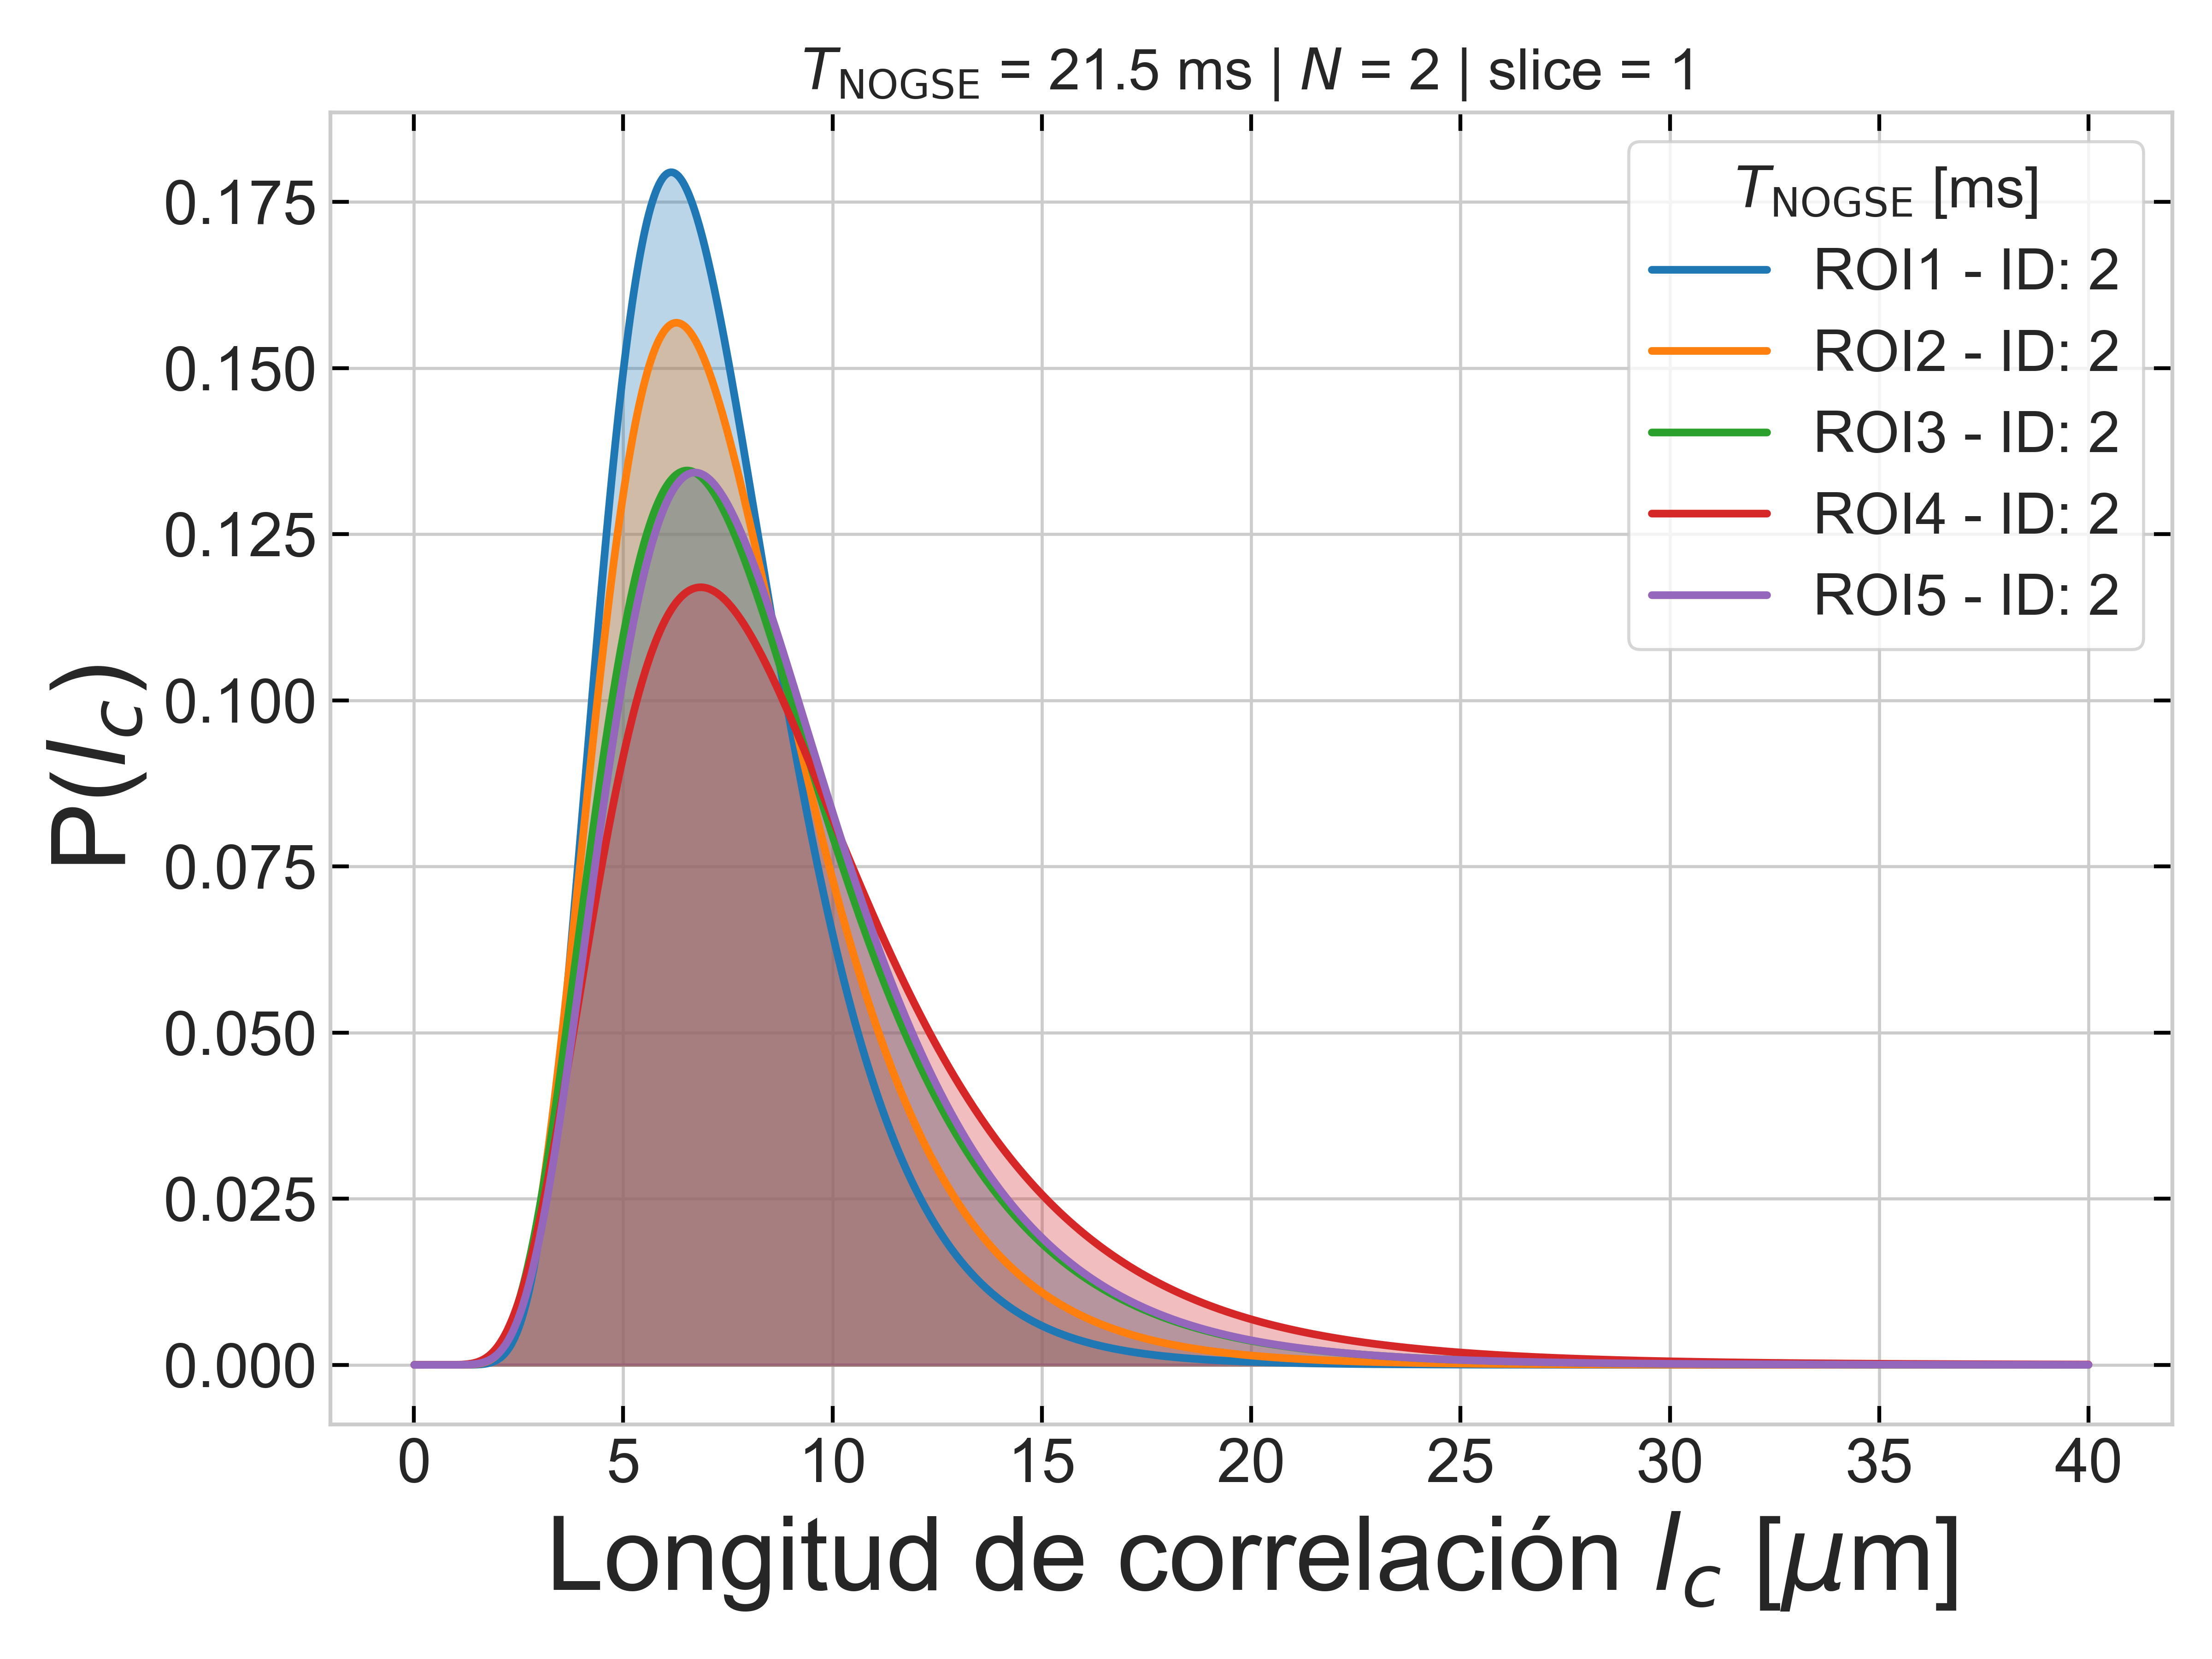 T_NOGSE = 21.5 ms | N = 2 | slice = 1
P(l_c)
0.175
0.150
0.125
0.100
0.075
0.050
0.025
0.000
T_NOGSE [ms]
ROI1 - ID: 2
ROI2 - ID: 2
ROI3 - ID: 2
ROI4 - ID: 2
ROI5 - ID: 2
0 5 10 15 20 25 30 35 40
Longitud de correlación l_c [μm]